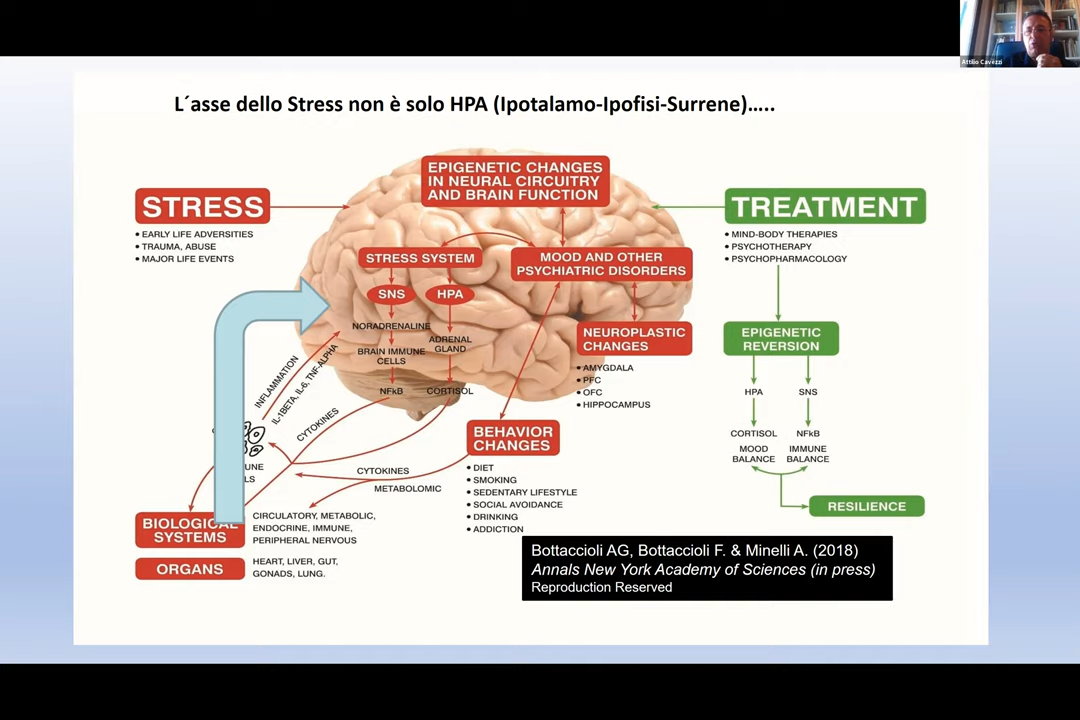 Attilio Cavezzi
L´asse dello Stress non è solo HPA (Ipotalamo-Ipofisi-Surrene)…..
EPIGENETIC CHANGES
IN NEURAL CIRCUITRY
AND BRAIN FUNCTION
STRESS
• EARLY LIFE ADVERSITIES
• TRAUMA, ABUSE
• MAJOR LIFE EVENTS
TREATMENT
• MIND-BODY THERAPIES
• PSYCHOTHERAPY
• PSYCHOPHARMACOLOGY
STRESS SYSTEM
MOOD AND OTHER
PSYCHIATRIC DISORDERS
SNS
HPA
NORADRENALINE
BRAIN IMMUNE
CELLS
NFkB
ADRENAL
GLAND
CORTISOL
NEUROPLASTIC
CHANGES
• AMYGDALA
• PFC
• OFC
• HIPPOCAMPUS
EPIGENETIC
REVERSION
HPA
SNS
CORTISOL
NFkB
MOOD
BALANCE
IMMUNE
BALANCE
RESILIENCE
INFLAMMATION
IL-1BETA, IL-6, TNF-ALPHA
CYTOKINES
BEHAVIOR
CHANGES
• DIET
• SMOKING
• SEDENTARY LIFESTYLE
• SOCIAL AVOIDANCE
• DRINKING
• ADDICTION
CYTOKINES
METABOLOMIC
BIOLOGICAL
SYSTEMS
CIRCULATORY, METABOLIC,
ENDOCRINE, IMMUNE,
PERIPHERAL NERVOUS
ORGANS
HEART, LIVER, GUT,
GONADS, LUNG.
Bottaccioli AG, Bottaccioli F. & Minelli A. (2018)
Annals New York Academy of Sciences (in press)
Reproduction Reserved